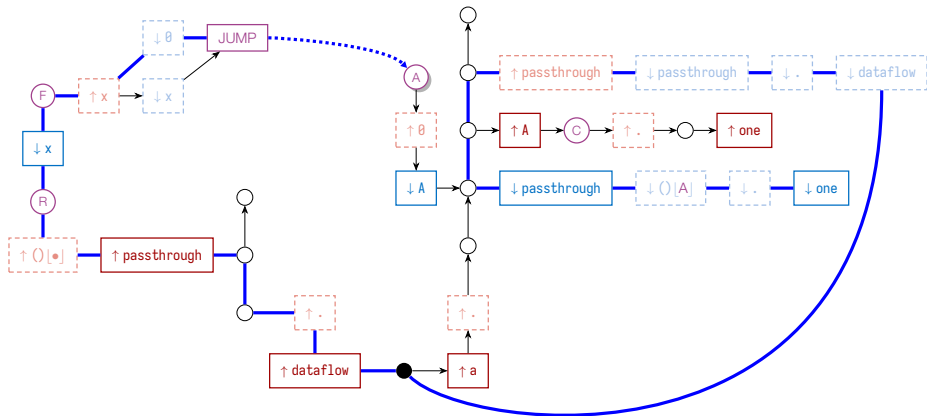 ↓0 JUMP
F ↑x ↓x A ↑passthrough ↓passthrough ↓. ↓dataflow
↓x ↑0 ↑A C ↑. ↑one
R ↓A ↓passthrough ↓()[A] ↓. ↓one
↑()⌊•⌋ ↑passthrough
↑. ↑.
↑dataflow ↑a